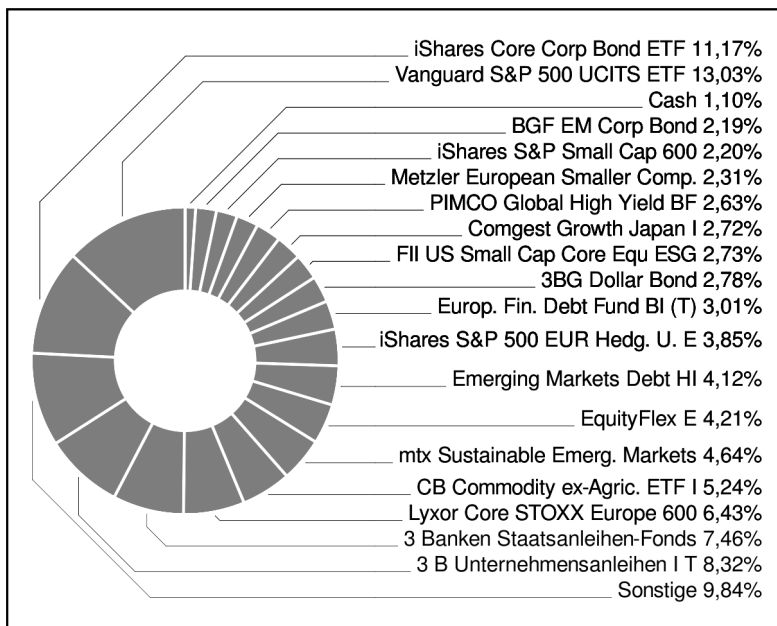 iShares Core Corp Bond ETF 11,17%
Vanguard S&P 500 UCITS ETF 13,03%
Cash 1,10%
BGF EM Corp Bond 2,19%
iShares S&P Small Cap 600 2,20%
Metzler European Smaller Comp. 2,31%
PIMCO Global High Yield BF 2,63%
Comgest Growth Japan I 2,72%
FII US Small Cap Core Equ ESG 2,73%
3BG Dollar Bond 2,78%
Europ. Fin. Debt Fund BI (T) 3,01%
iShares S&P 500 EUR Hedg. U. E 3,85%
Emerging Markets Debt HI 4,12%
EquityFlex E 4,21%
mtx Sustainable Emerg. Markets 4,64%
CB Commodity ex-Agric. ETF I 5,24%
Lyxor Core STOXX Europe 600 6,43%
3 Banken Staatsanleihen-Fonds 7,46%
3 B Unternehmensanleihen I T 8,32%
Sonstige 9,84%